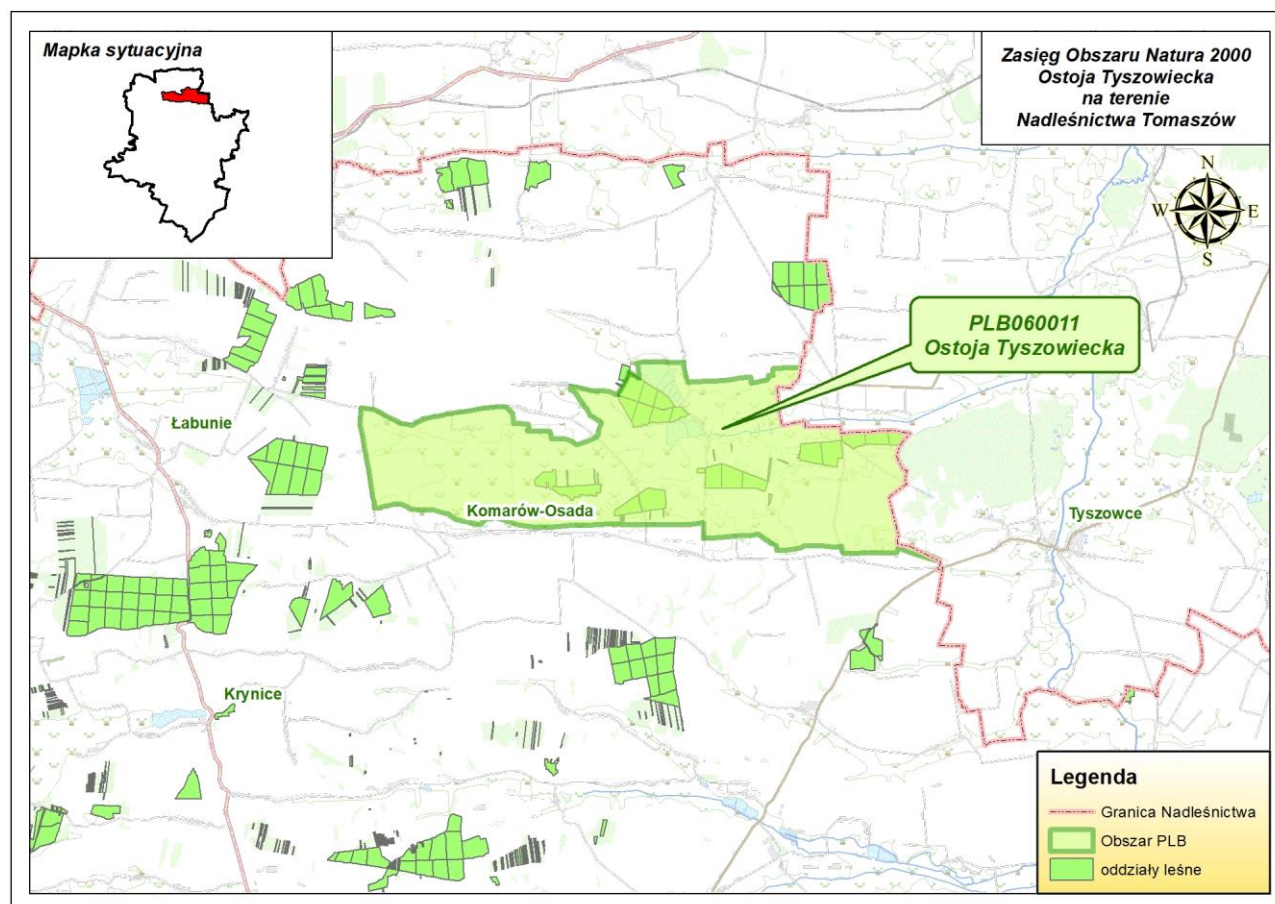 Mapka sytuacyjna
Zasięg Obszaru Natura 2000
Ostoja Tyszowiecka
na terenie
Nadleśnictwa Tomaszów
N
W
E
S
PLB060011
Ostoja Tyszowiecka
Łabunie
Komarów-Osada
Tyszowce
Krynice
Legenda
Granica Nadleśnictwa
Obszar PLB
oddziały leśne